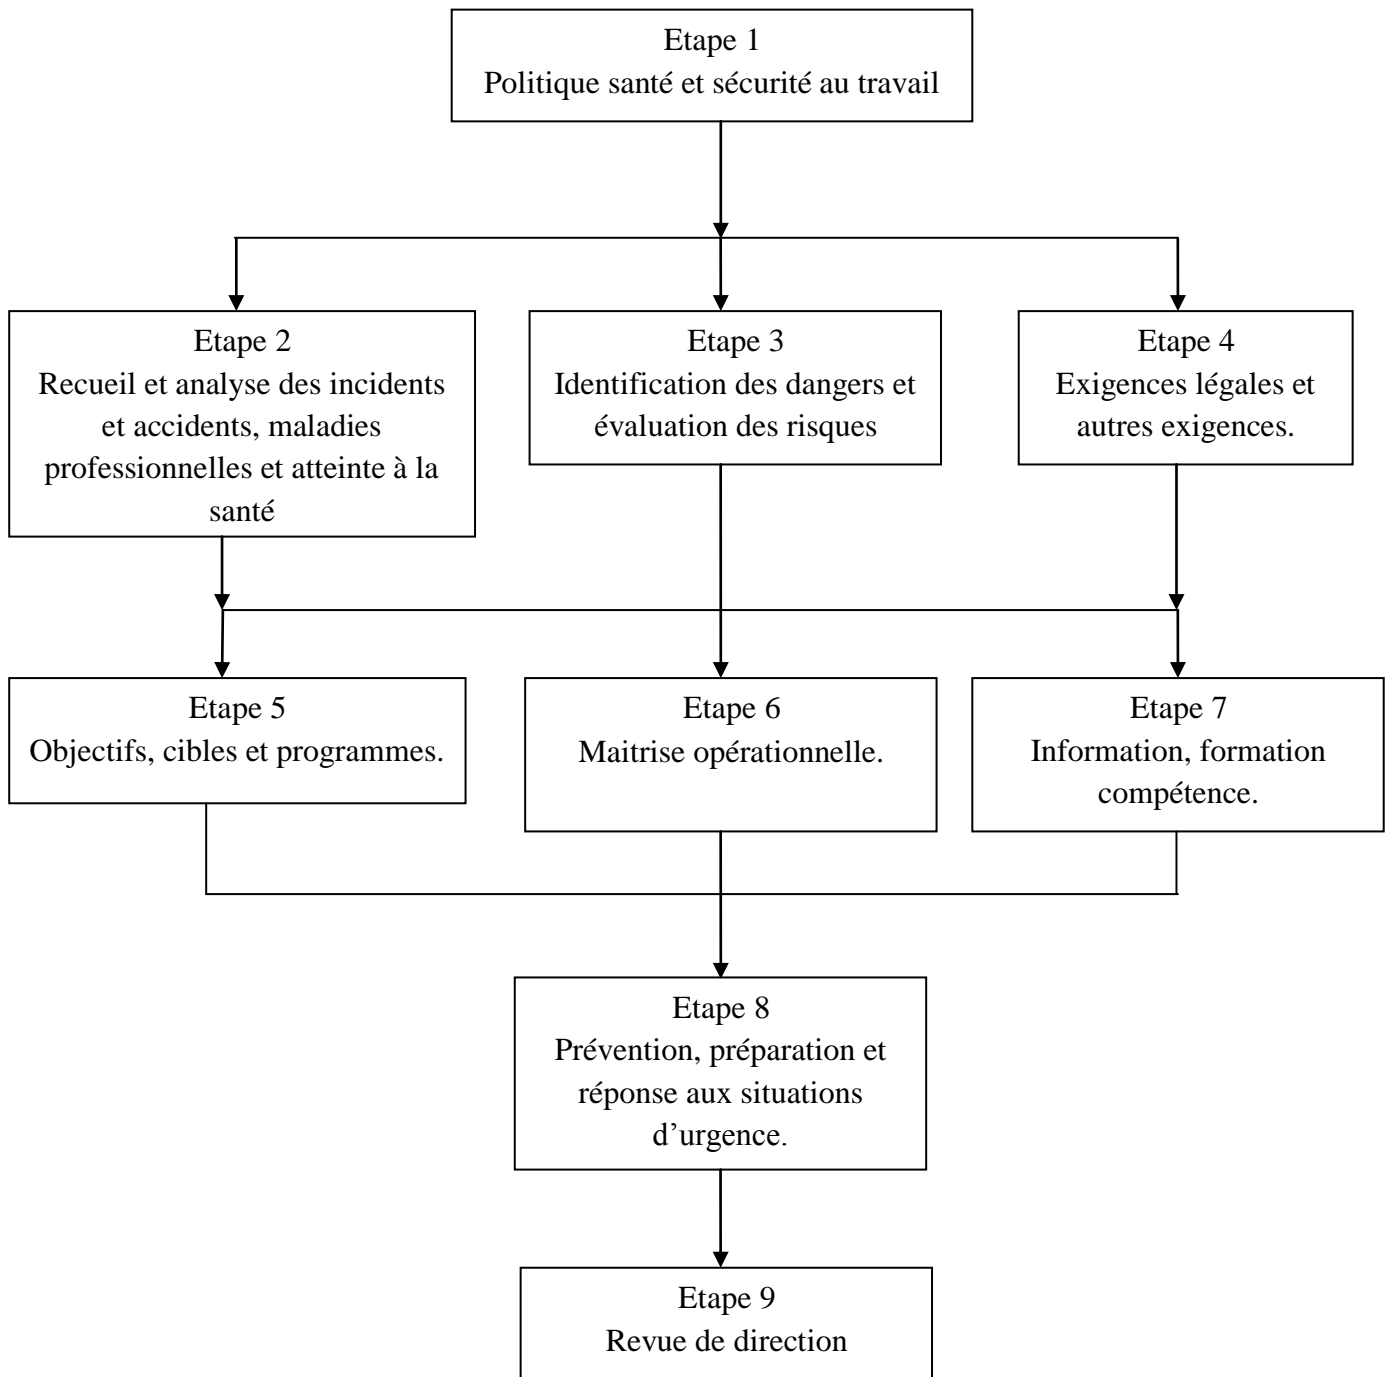 Etape 1
Politique santé et sécurité au travail
Etape 2
Recueil et analyse des incidents
et accidents, maladies
professionnelles et atteinte à la
santé
Etape 3
Identification des dangers et
évaluation des risques
Etape 4
Exigences légales et
autres exigences.
Etape 5
Objectifs, cibles et programmes.
Etape 6
Maitrise opérationnelle.
Etape 7
Information, formation
compétence.
Etape 8
Prévention, préparation et
réponse aux situations
d’urgence.
Etape 9
Revue de direction